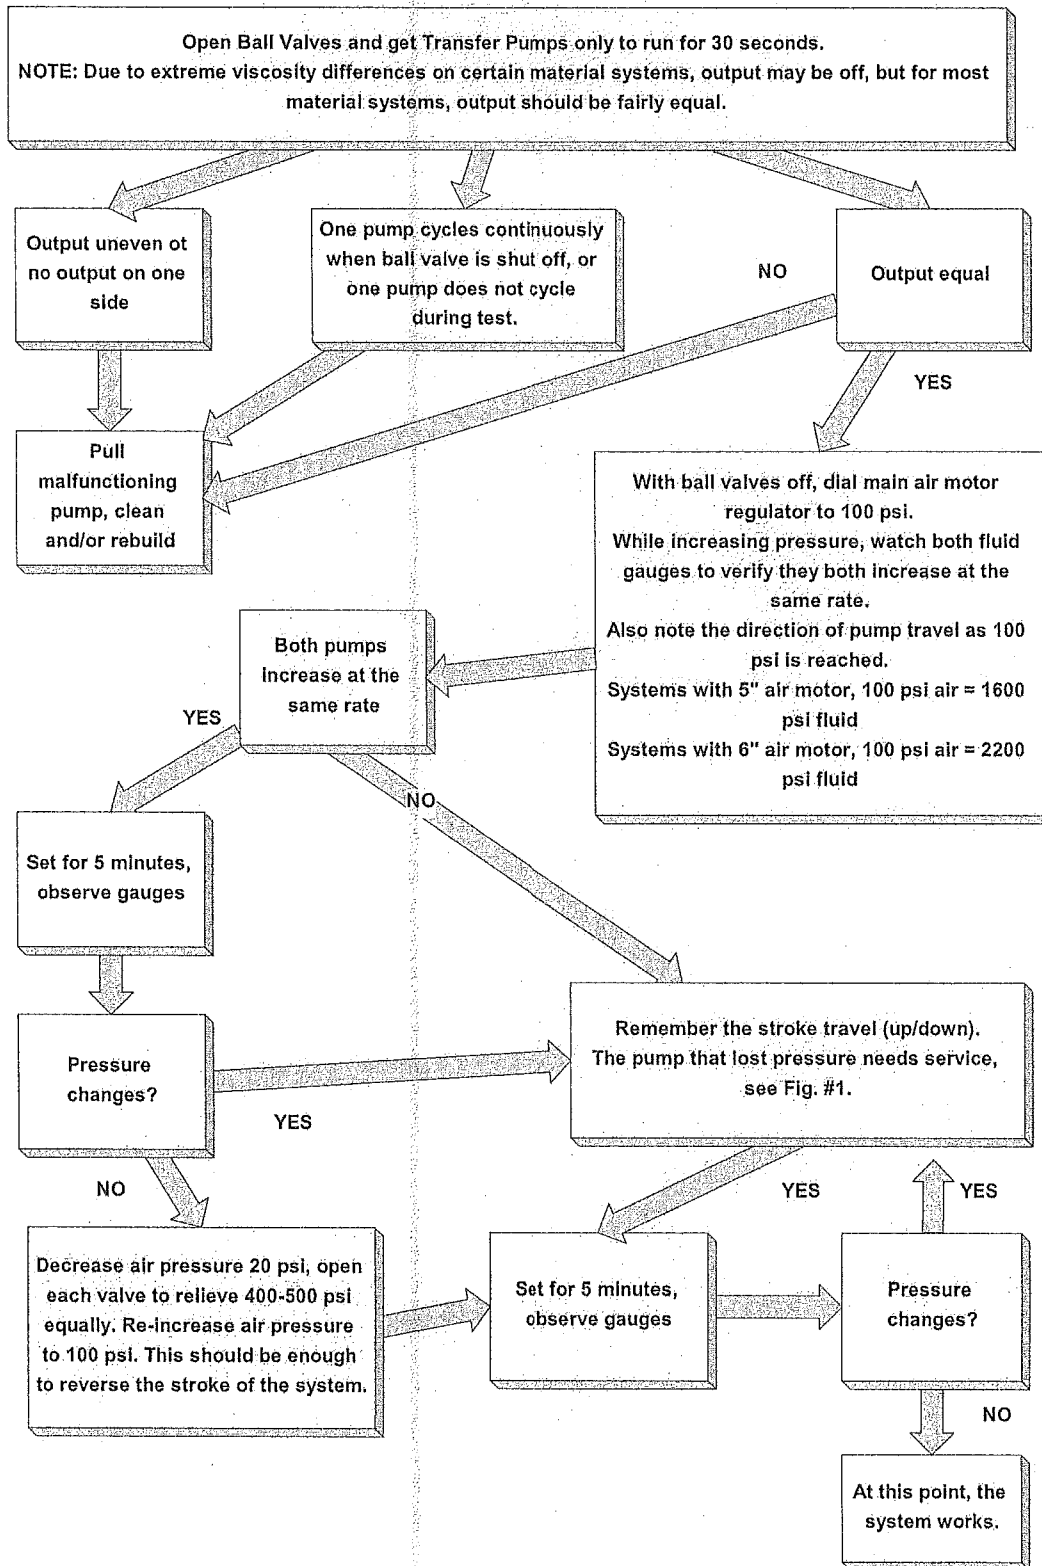 Open Ball Valves and get Transfer Pumps only to run for 30 seconds.
NOTE: Due to extreme viscosity differences on certain material systems, output may be off, but for most
material systems, output should be fairly equal.
Output uneven ot
no output on one
side
One pump cycles continuously
when ball valve is shut off, or
one pump does not cycle
during test.
NO
Output equal
YES
Pull
malfunctioning
pump, clean
and/or rebuild
With ball valves off, dial main air motor
regulator to 100 psi.
While increasing pressure, watch both fluid
gauges to verify they both increase at the
same rate.
Also note the direction of pump travel as 100
psi is reached.
Systems with 5" air motor, 100 psi air = 1600
psi fluid
Systems with 6" air motor, 100 psi air = 2200
psi fluid
Both pumps
increase at the
same rate
YES
NO
Set for 5 minutes,
observe gauges
Pressure
changes?
YES
NO
Remember the stroke travel (up/down).
The pump that lost pressure needs service,
see Fig. #1.
YES
YES
Decrease air pressure 20 psi, open
each valve to relieve 400-500 psi
equally. Re-increase air pressure
to 100 psi. This should be enough
to reverse the stroke of the system.
Set for 5 minutes,
observe gauges
Pressure
changes?
NO
At this point, the
system works.